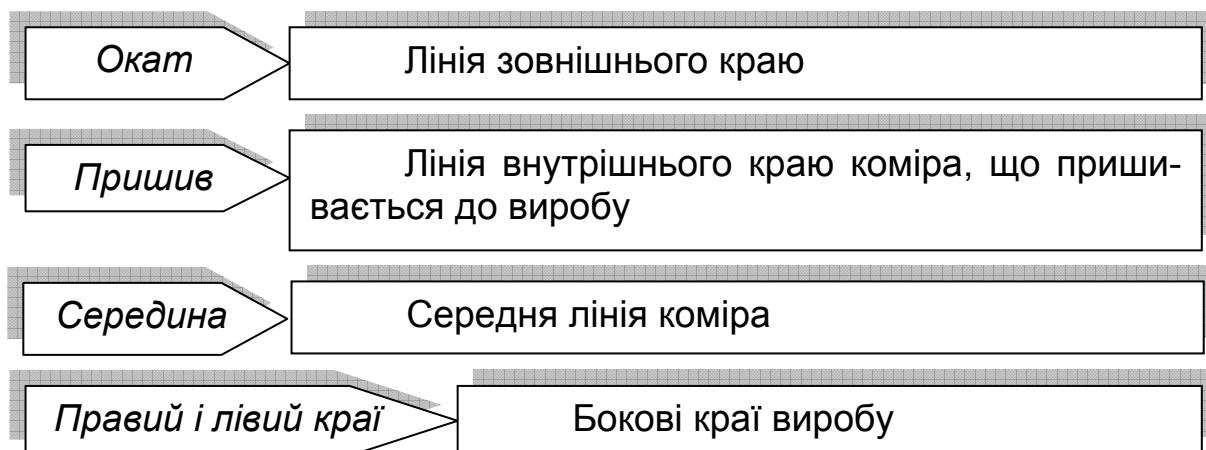 Окат
Лінія зовнішнього краю
Пришив
Лінія внутрішнього краю коміра, що приши-
вається до виробу
Середина
Середня лінія коміра
Правий і лівий краї
Бокові краї виробу